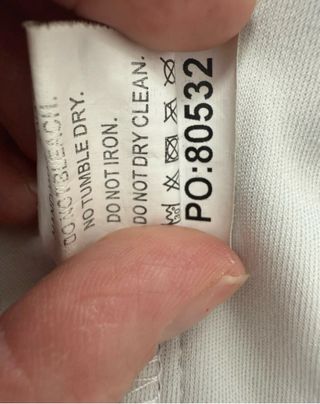 DO NOT BLEACH.
NO TUMBLE DRY.
DO NOT IRON.
DO NOT DRY CLEAN.
PO:80532